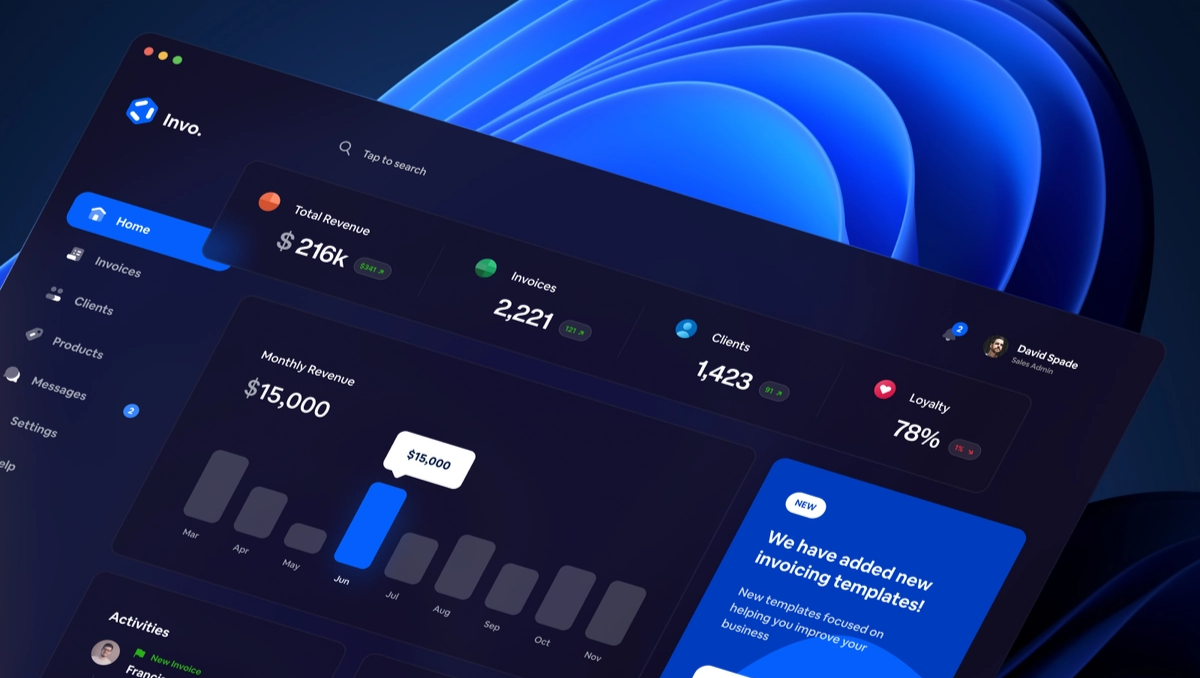 Invo.
Tap to search
2
David Spade
Sales Admin
Home
Invoices
Clients
Products
Messages
2
Settings
elp
Total Revenue
$ 216k
$341
Invoices
2,221
121
Clients
1,423
91
Loyalty
78%
1%
Monthly Revenue
$15,000
$15,000
Mar
Apr
May
Jun
Jul
Aug
Sep
Oct
Nov
NEW
We have added new
invoicing templates!
New templates focused on
helping you improve your
business
Activities
New Invoice
Franci